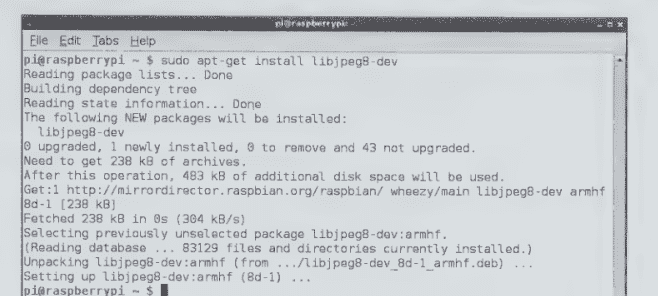 pi@raspberrypi: ~
File Edit Tabs Help
pi@raspberrypi ~ $ sudo apt-get install libjpeg8-dev
Reading package lists... Done
Building dependency tree
Reading state information... Done
The following NEW packages will be installed:
  libjpeg8-dev
0 upgraded, 1 newly installed, 0 to remove and 43 not upgraded.
Need to get 238 kB of archives.
After this operation, 483 kB of additional disk space will be used.
Get:1 http://mirrordirector.raspbian.org/raspbian/ wheezy/main libjpeg8-dev armhf
8d-1 [238 kB]
Fetched 238 kB in 0s (304 kB/s)
Selecting previously unselected package libjpeg8-dev:armhf.
(Reading database ... 83129 files and directories currently installed.)
Unpacking libjpeg8-dev:armhf (from .../libjpeg8-dev_8d-1_armhf.deb) ...
Setting up libjpeg8-dev:armhf (8d-1) ...
pi@raspberrypi ~ $